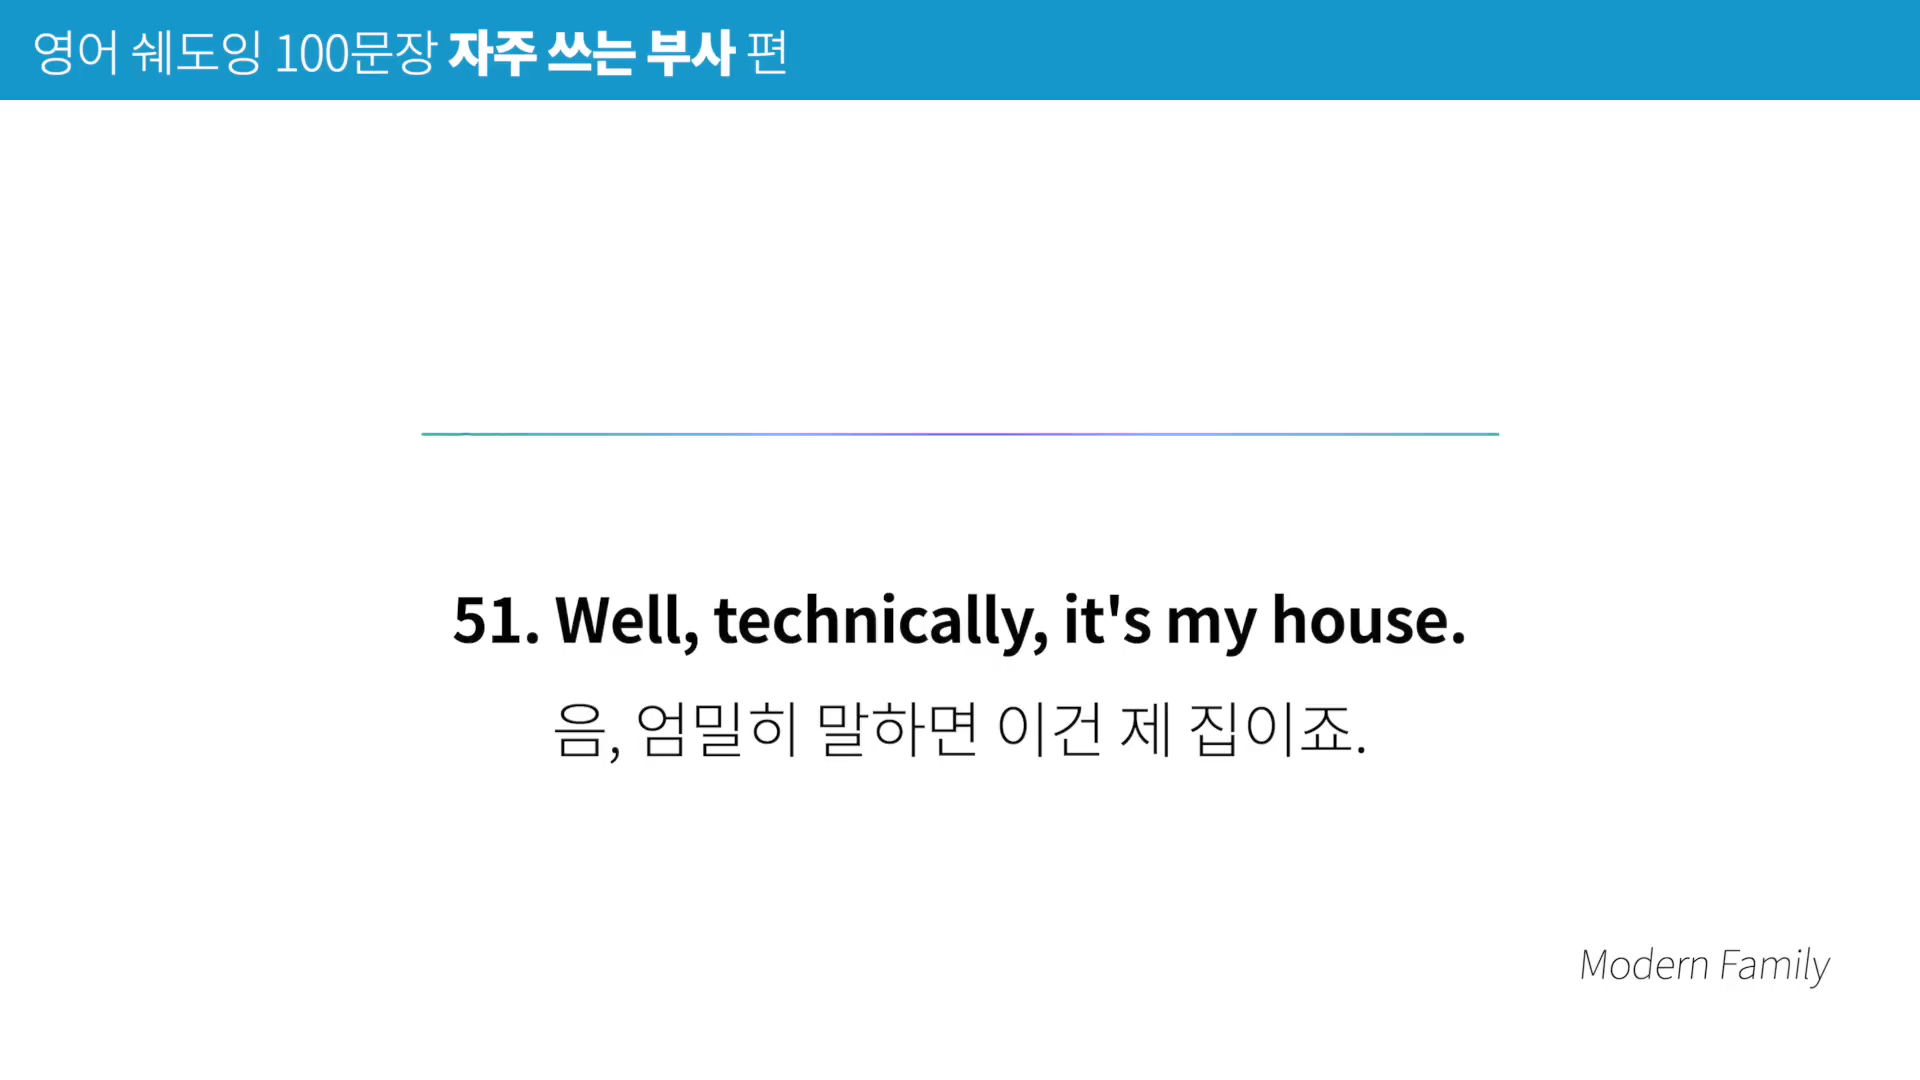 영어 쉐도잉 100문장 자주 쓰는 부사 편
51. Well, technically, it's my house.
음, 엄밀히 말하면 이건 제 집이죠.
Modern Family